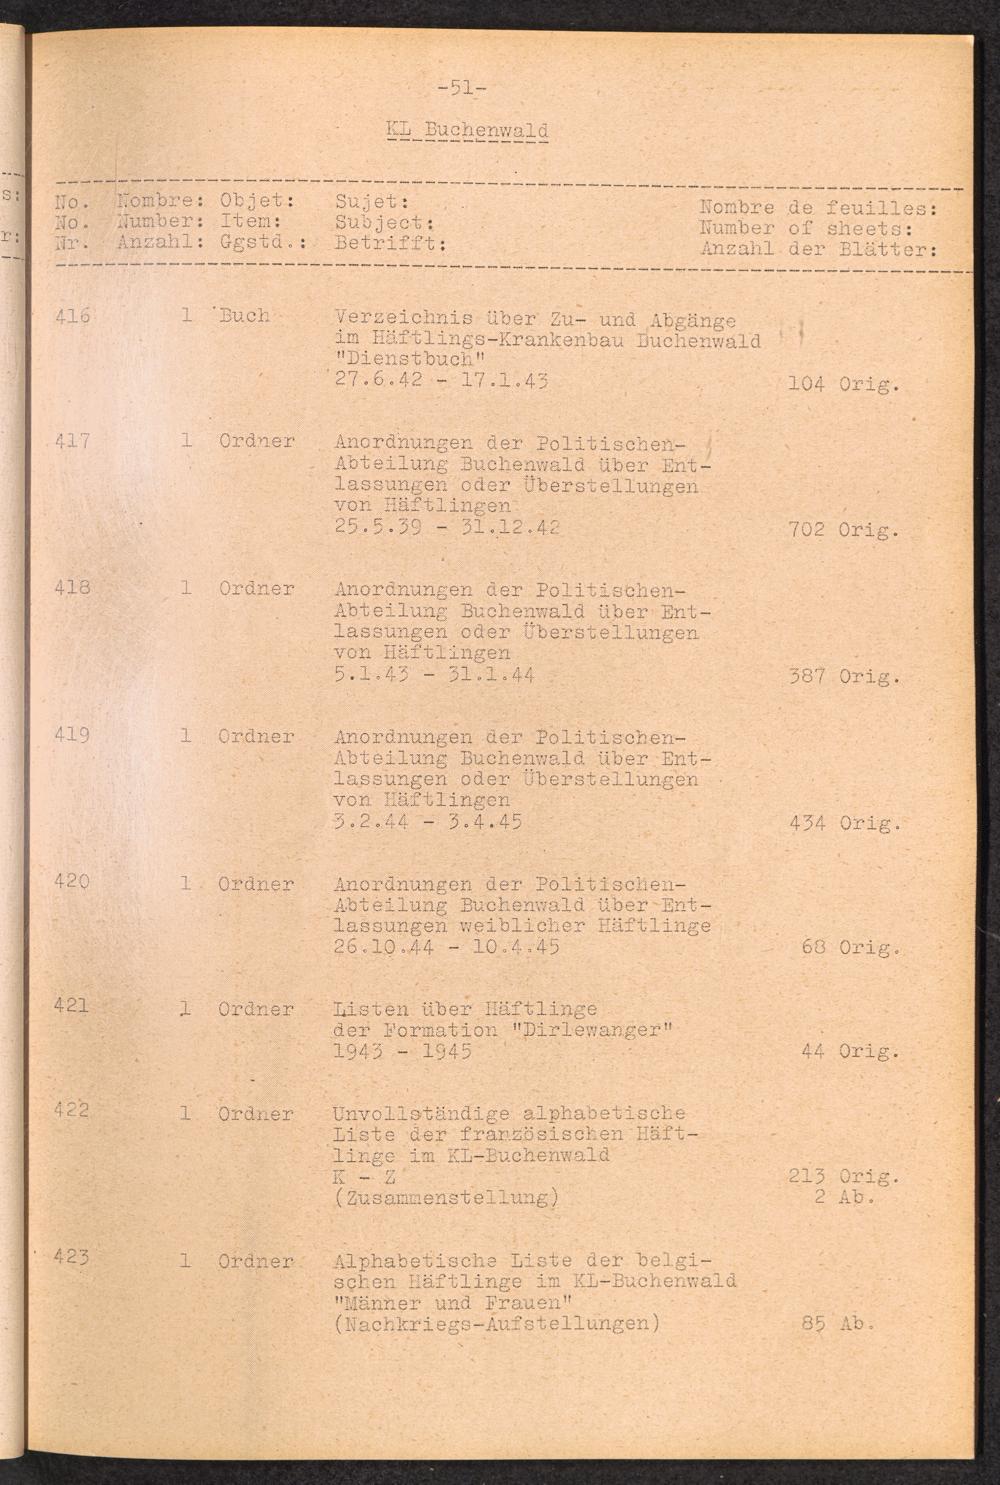 -51-
KL Buchenwald
No. Nombre: Objet: Sujet: Nombre de feuilles:
No. Number: Item: Subject: Number of sheets:
Nr. Anzahl: Ggstd.: Betrifft: Anzahl der Blätter:
416 1 Buch Verzeichnis über Zu- und Abgänge
im Häftlings-Krankenbau Buchenwald
"Dienstbuch"
27.6.42 - 17.1.43 104 Orig.
417 1 Ordner Anordnungen der Politischen-
Abteilung Buchenwald über Ent-
lassungen oder Überstellungen
von Häftlingen
25.5.39 - 31.12.42 702 Orig.
418 1 Ordner Anordnungen der Politischen-
Abteilung Buchenwald über Ent-
lassungen oder Überstellungen
von Häftlingen
5.1.43 - 31.1.44 387 Orig.
419 1 Ordner Anordnungen der Politischen-
Abteilung Buchenwald über Ent-
lassungen oder Überstellungen
von Häftlingen
3.2.44 - 3.4.45 434 Orig.
420 1 Ordner Anordnungen der Politischen-
Abteilung Buchenwald über Ent-
lassungen weiblicher Häftlinge
26.10.44 - 10.4.45 68 Orig.
421 1 Ordner Listen über Häftlinge
der Formation "Dirlewanger"
1943 - 1945 44 Orig.
422 1 Ordner Unvollständige alphabetische
Liste der französischen Häft-
linge im KL-Buchenwald
K - Z 213 Orig.
(Zusammenstellung) 2 Ab.
423 1 Ordner Alphabetische Liste der belgi-
schen Häftlinge im KL-Buchenwald
"Männer und Frauen"
(Nachkriegs-Aufstellungen) 85 Ab.